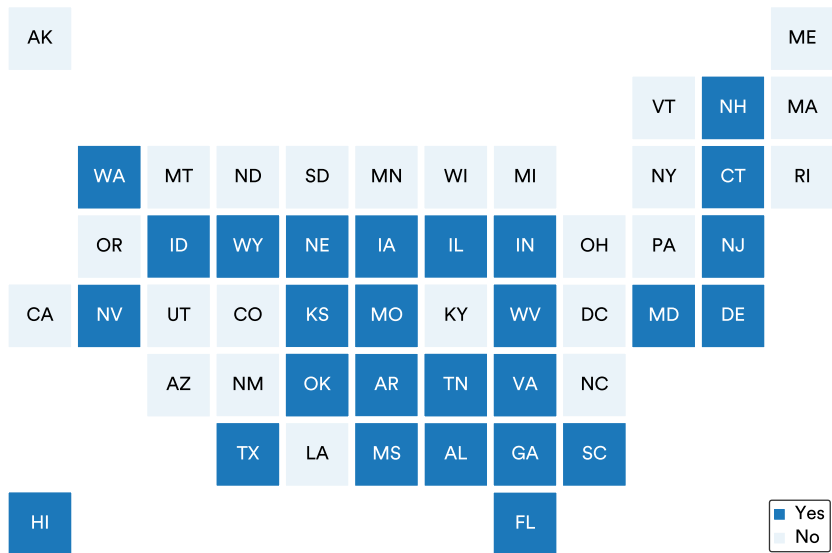 AK ME
VT NH MA
WA MT ND SD MN WI MI NY CT RI
OR ID WY NE IA IL IN OH PA NJ
CA NV UT CO KS MO KY WV DC MD DE
AZ NM OK AR TN VA NC
TX LA MS AL GA SC
HI FL
Yes
No